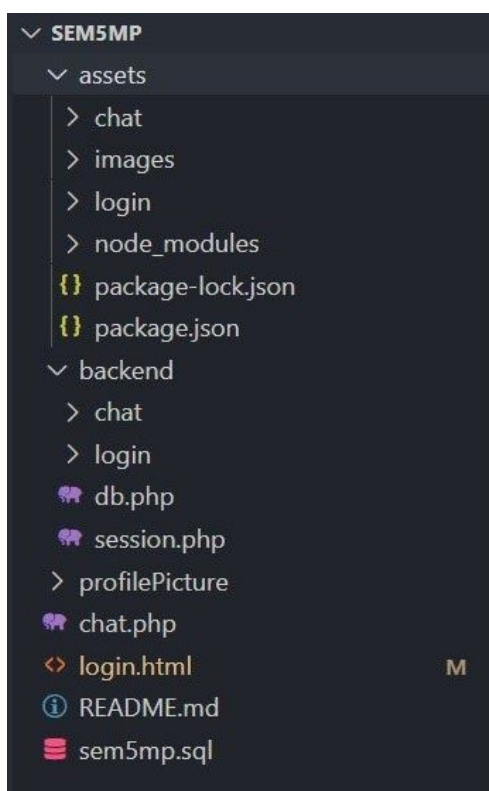 SEM5MP
assets
chat
images
login
node_modules
{} package-lock.json
{} package.json
backend
chat
login
db.php
session.php
profilePicture
chat.php
<> login.html M
README.md
sem5mp.sql